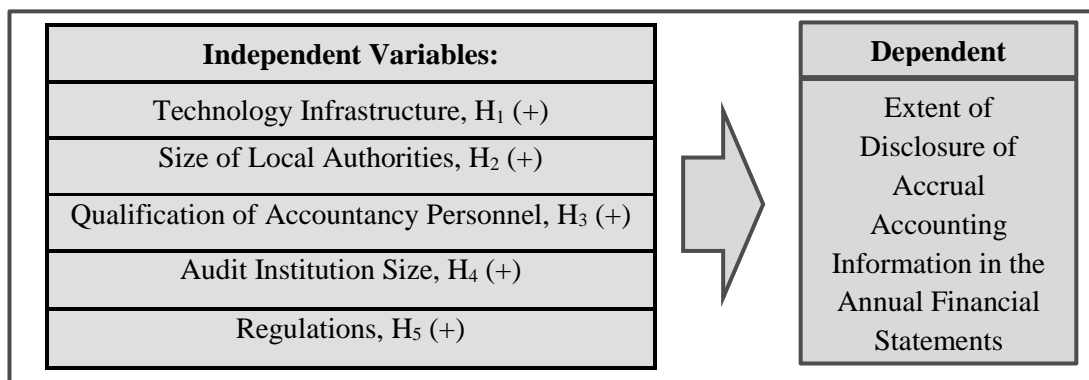 Independent Variables:
Technology Infrastructure, H₁ (+)
Size of Local Authorities, H₂ (+)
Qualification of Accountancy Personnel, H₃ (+)
Audit Institution Size, H₄ (+)
Regulations, H₅ (+)
Dependent
Extent of
Disclosure of
Accrual
Accounting
Information in the
Annual Financial
Statements